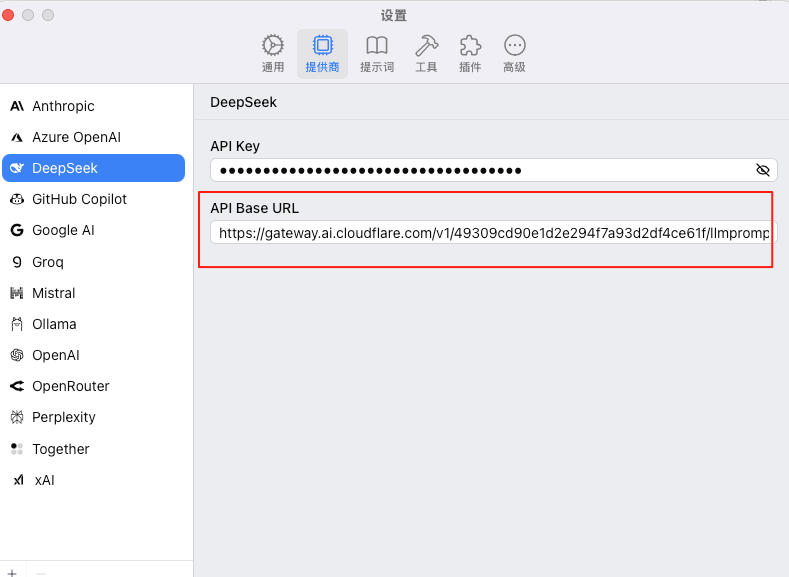 设置
通用 提供商 提示词 工具 插件 高级
Anthropic
Azure OpenAI
DeepSeek
GitHub Copilot
Google AI
Groq
Mistral
Ollama
OpenAI
OpenRouter
Perplexity
Together
xAI
DeepSeek
API Key
API Base URL
https://gateway.ai.cloudflare.com/v1/49309cd90e1d2e294f7a93d2df4ce61f/llmpromp